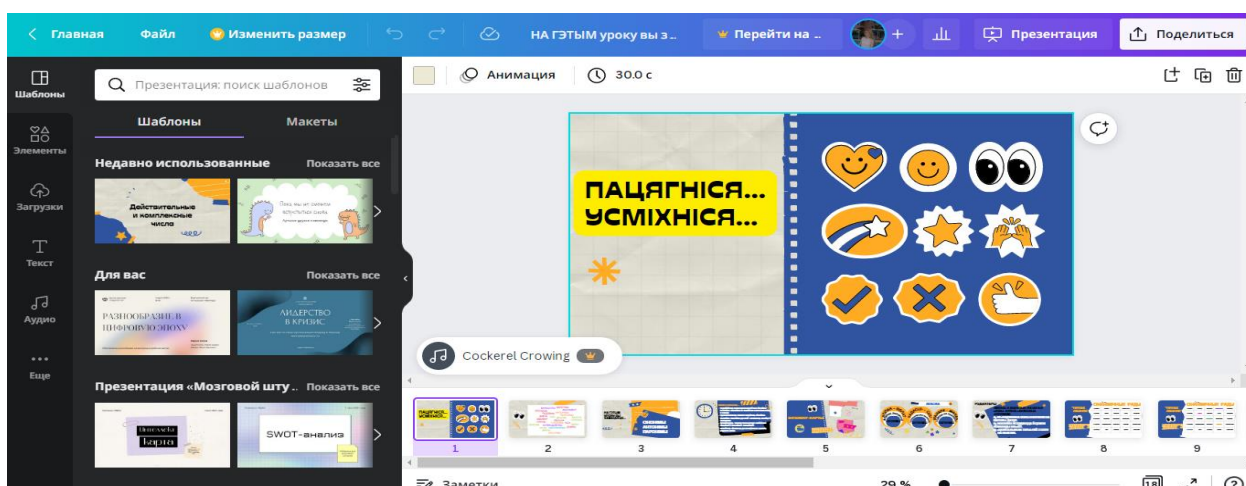 Главная Файл Изменить размер НА ГЭТЫМ уроку вы з... Перейти на ... + Презентация Поделиться
Шаблоны
Элементы
Загрузки
Текст
Аудио
Еще
Презентация: поиск шаблонов
Шаблоны Макеты
Недавно использованные Показать все
Действительные
и комплексные
числа
Для вас Показать все
РАЗНООБРАЗИЕ В
ЦИФРОВУЮ ЭПОХУ
ЛИДЕРСТВО
В КРИЗИС
Презентация «Мозговой шту... Показать все
Интеллект
Карта
SWOT-анализ
Анимация 30.0 с
ПАЦЯГНІСЯ...
УСМІХНІСЯ...
Cockerel Crowing
1 2 3 4 5 6 7 8 9
Заметки 29 % 18